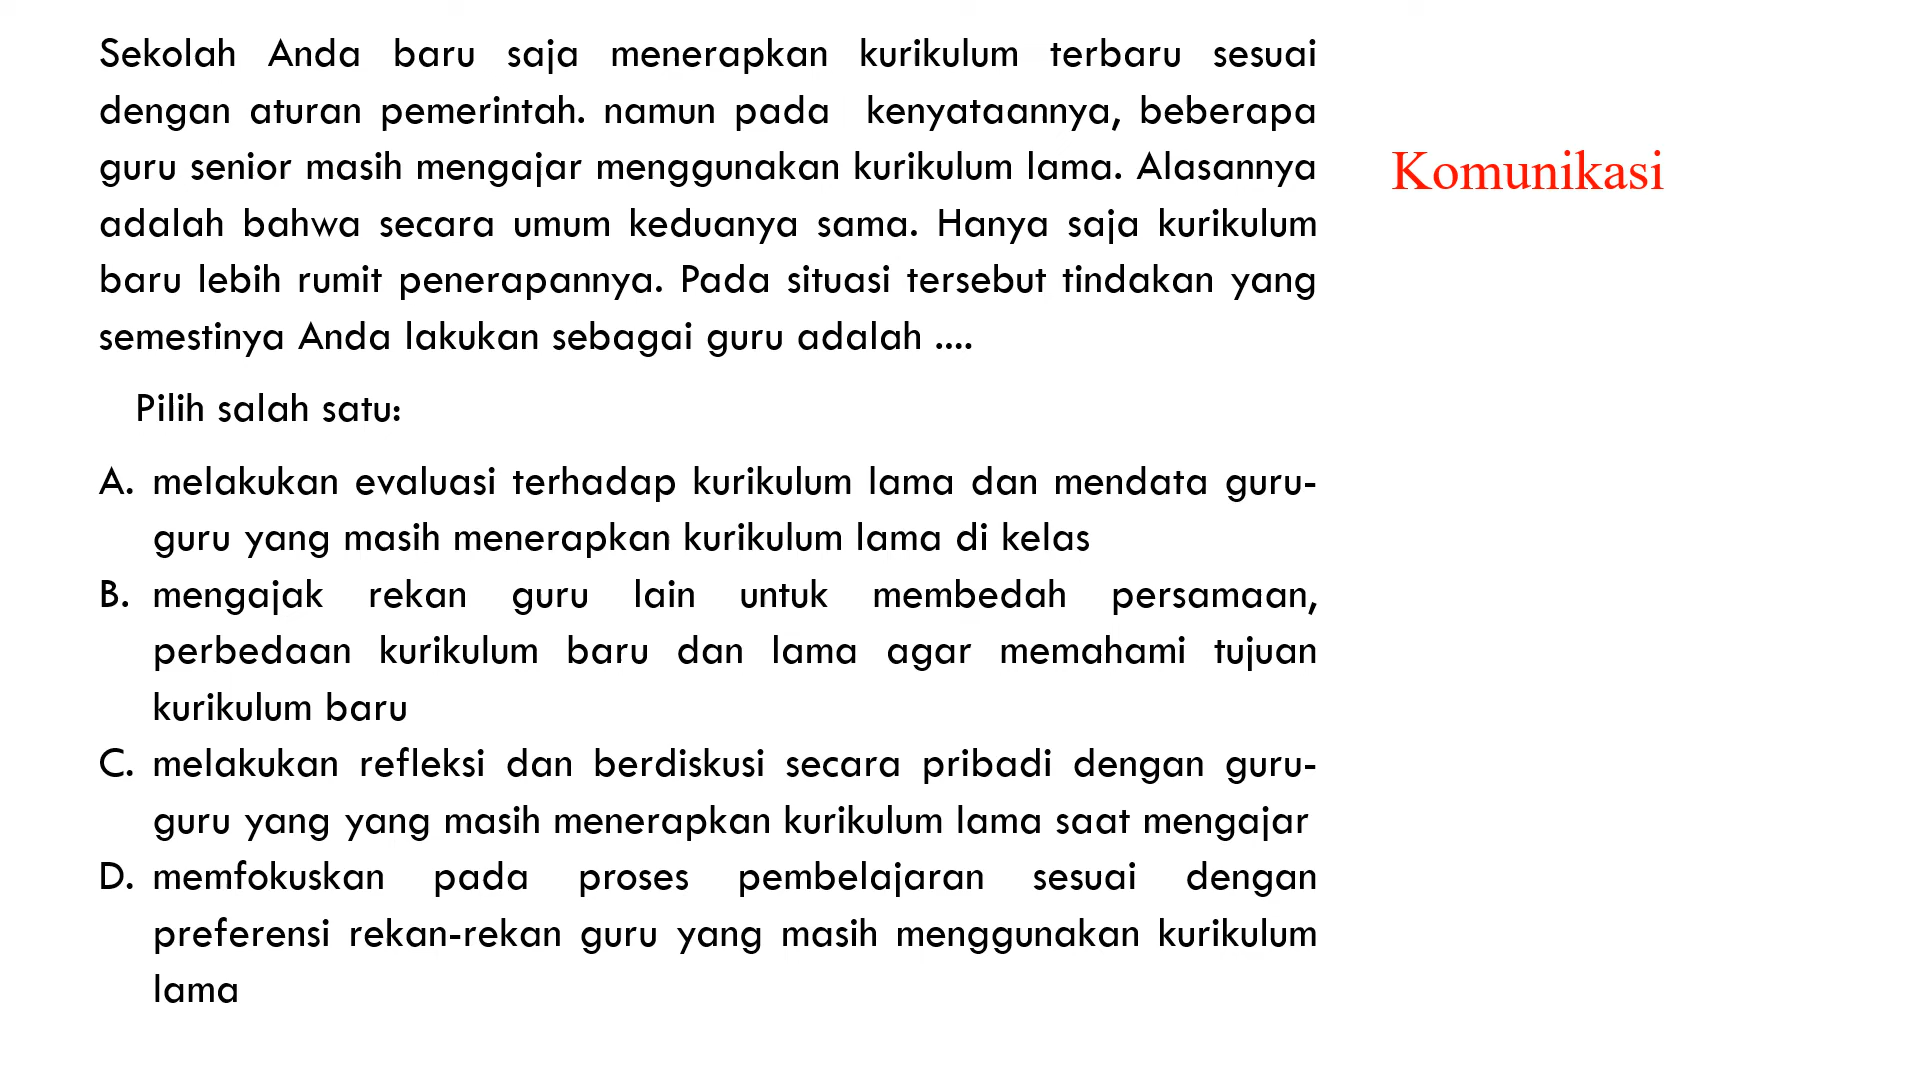 Sekolah Anda baru saja menerapkan kurikulum terbaru sesuai
dengan aturan pemerintah. namun pada kenyataannya, beberapa
guru senior masih mengajar menggunakan kurikulum lama. Alasannya
adalah bahwa secara umum keduanya sama. Hanya saja kurikulum
baru lebih rumit penerapannya. Pada situasi tersebut tindakan yang
semestinya Anda lakukan sebagai guru adalah ....
Komunikasi
Pilih salah satu:
A. melakukan evaluasi terhadap kurikulum lama dan mendata guru-
guru yang masih menerapkan kurikulum lama di kelas
B. mengajak rekan guru lain untuk membedah persamaan,
perbedaan kurikulum baru dan lama agar memahami tujuan
kurikulum baru
C. melakukan refleksi dan berdiskusi secara pribadi dengan guru-
guru yang yang masih menerapkan kurikulum lama saat mengajar
D. memfokuskan pada proses pembelajaran sesuai dengan
preferensi rekan-rekan guru yang masih menggunakan kurikulum
lama